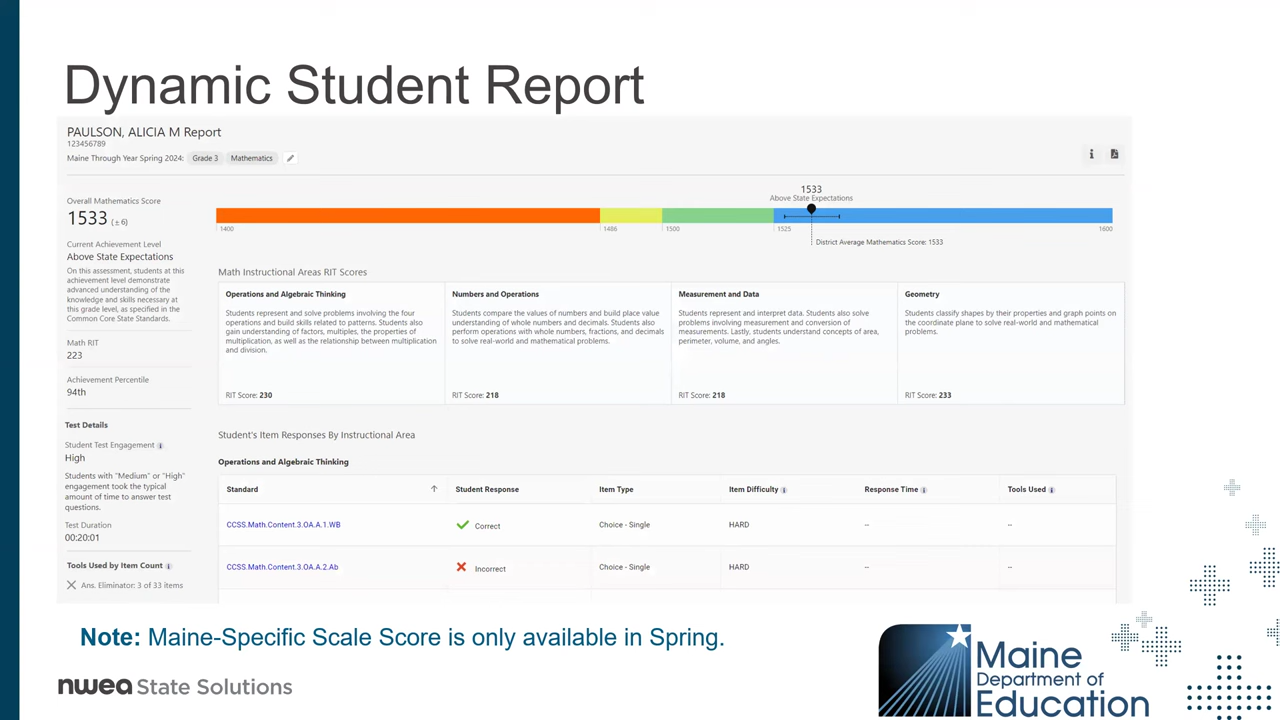 Dynamic Student Report
PAULSON, ALICIA M Report
123456789
Maine Through Year Spring 2024: Grade 3 Mathematics
Overall Mathematics Score
1533 (±6)
Current Achievement Level
Above State Expectations
On this assessment, students at this
achievement level demonstrate
advanced understanding of the
knowledge and skills necessary at
this grade level, as specified in the
Common Core State Standards.
Math RIT
223
Achievement Percentile
94th
Test Details
Student Test Engagement i
High
Students with "Medium" or "High"
engagement took the typical
amount of time to answer test
questions.
Test Duration
00:20:01
Tools Used by Item Count i
Ans. Eliminator: 3 of 33 items
i
1533
Above State Expectations
1400 1486 1500 1525 1600
District Average Mathematics Score: 1533
Math Instructional Areas RIT Scores
Operations and Algebraic Thinking
Students represent and solve problems involving the four
operations and build skills related to patterns. Students also
gain understanding of factors, multiples, the properties of
multiplication, as well as the relationship between multiplication
and division.
RIT Score: 230
Numbers and Operations
Students compare the values of numbers and build place value
understanding of whole numbers and decimals. Students also
perform operations with whole numbers, fractions, and decimals
to solve real-world and mathematical problems.
RIT Score: 218
Measurement and Data
Students represent and interpret data. Students also solve
problems involving measurement and conversion of
measurements. Lastly, students understand concepts of area,
perimeter, volume, and angles.
RIT Score: 218
Geometry
Students classify shapes by their properties and graph points on
the coordinate plane to solve real-world and mathematical
problems.
RIT Score: 233
Student's Item Responses By Instructional Area
Operations and Algebraic Thinking
Standard Student Response Item Type Item Difficulty i Response Time i Tools Used i
CCSS.Math.Content.3.OA.A.1.WB Correct Choice - Single HARD -- --
CCSS.Math.Content.3.OA.A.2.Ab Incorrect Choice - Single HARD -- --
Note: Maine-Specific Scale Score is only available in Spring.
nwea State Solutions
Maine
Department of
Education